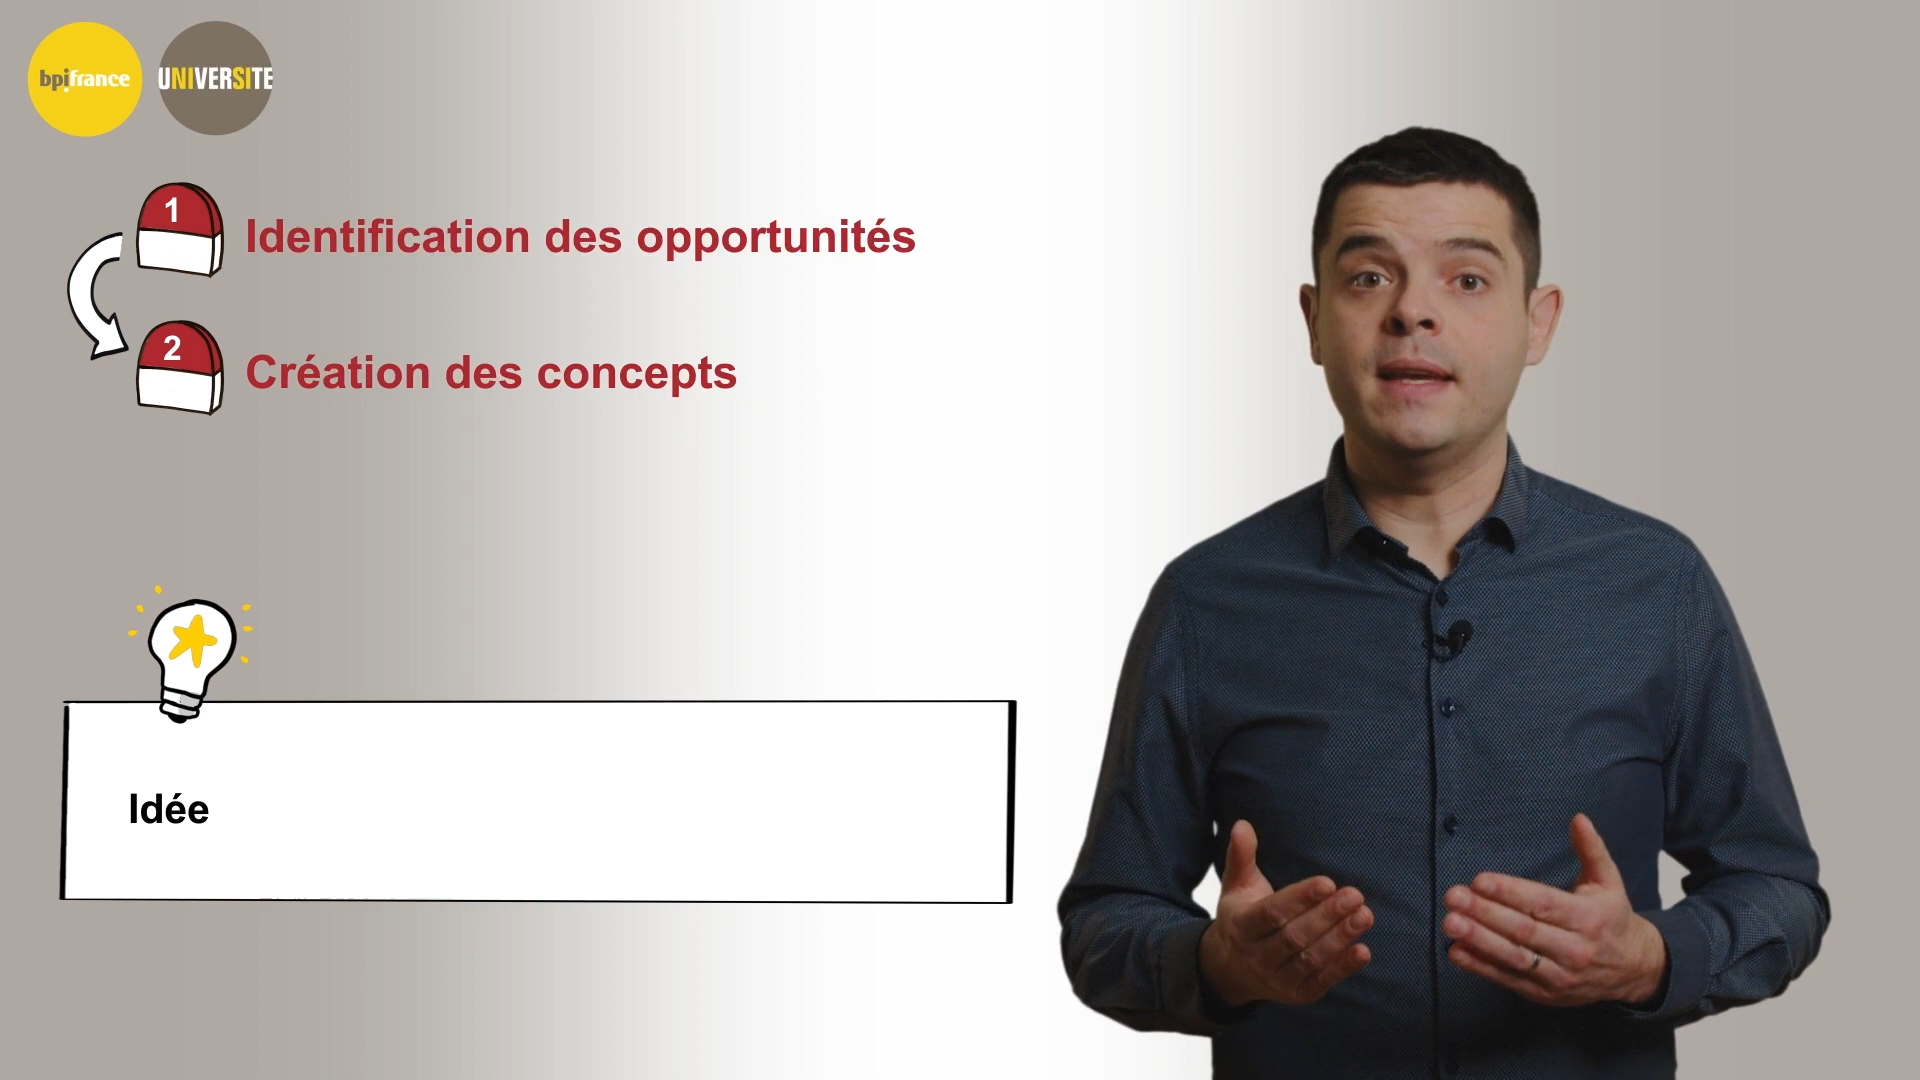 bpifrance
UNIVERSITE
1
Identification des opportunités
2
Création des concepts
Idée